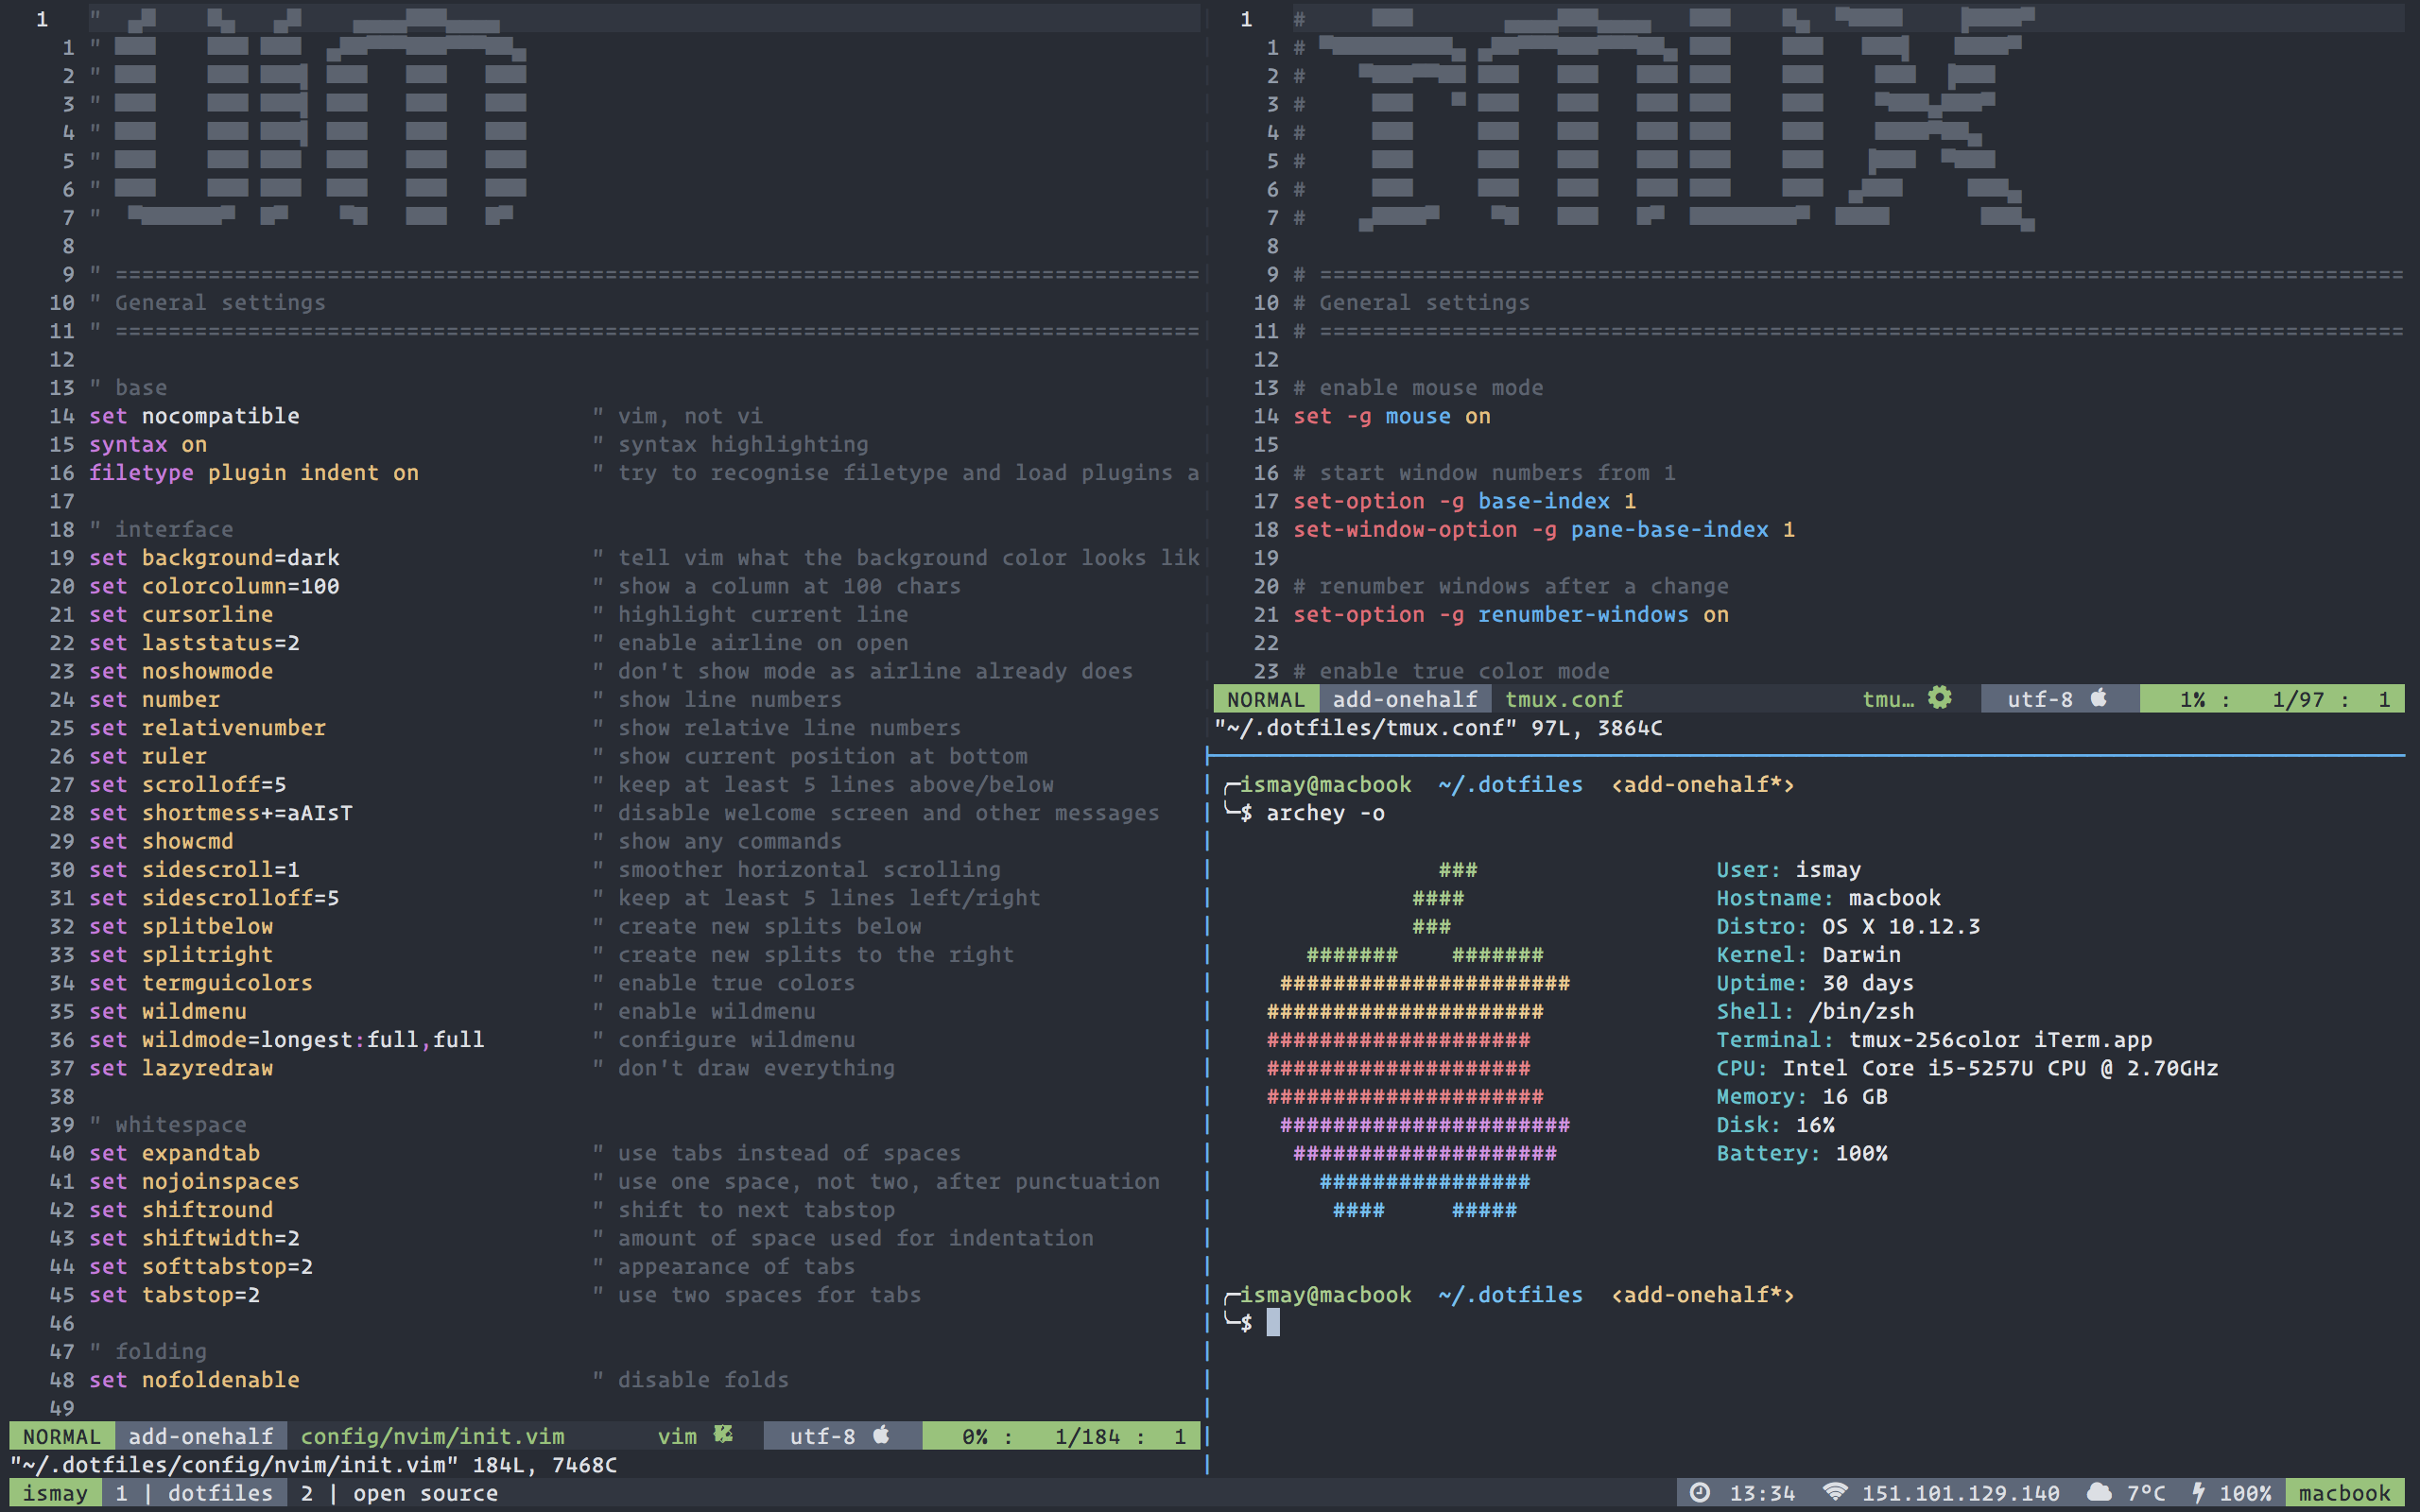 1 "
1 "
2 "
3 "
4 "
5 "
6 "
7 "
8
9 " ==================================================================================
10 " General settings
11 " ==================================================================================
12
13 " base
14 set nocompatible " vim, not vi
15 syntax on " syntax highlighting
16 filetype plugin indent on " try to recognise filetype and load plugins a
17
18 " interface
19 set background=dark " tell vim what the background color looks lik
20 set colorcolumn=100 " show a column at 100 chars
21 set cursorline " highlight current line
22 set laststatus=2 " enable airline on open
23 set noshowmode " don't show mode as airline already does
24 set number " show line numbers
25 set relativenumber " show relative line numbers
26 set ruler " show current position at bottom
27 set scrolloff=5 " keep at least 5 lines above/below
28 set shortmess+=aAIsT " disable welcome screen and other messages
29 set showcmd " show any commands
30 set sidescroll=1 " smoother horizontal scrolling
31 set sidescrolloff=5 " keep at least 5 lines left/right
32 set splitbelow " create new splits below
33 set splitright " create new splits to the right
34 set termguicolors " enable true colors
35 set wildmenu " enable wildmenu
36 set wildmode=longest:full,full " configure wildmenu
37 set lazyredraw " don't draw everything
38
39 " whitespace
40 set expandtab " use tabs instead of spaces
41 set nojoinspaces " use one space, not two, after punctuation
42 set shiftround " shift to next tabstop
43 set shiftwidth=2 " amount of space used for indentation
44 set softtabstop=2 " appearance of tabs
45 set tabstop=2 " use two spaces for tabs
46
47 " folding
48 set nofoldenable " disable folds
49
NORMAL add-onehalf config/nvim/init.vim vim utf-8 0% : 1/184 : 1
"~/.dotfiles/config/nvim/init.vim" 184L, 7468C
1 #
1 #
2 #
3 #
4 #
5 #
6 #
7 #
8
9 # ==================================================================================
10 # General settings
11 # ==================================================================================
12
13 # enable mouse mode
14 set -g mouse on
15
16 # start window numbers from 1
17 set-option -g base-index 1
18 set-window-option -g pane-base-index 1
19
20 # renumber windows after a change
21 set-option -g renumber-windows on
22
23 # enable true color mode
NORMAL add-onehalf tmux.conf tmu… utf-8 1% : 1/97 : 1
"~/.dotfiles/tmux.conf" 97L, 3864C
╭─ismay@macbook ~/.dotfiles ‹add-onehalf*›
╰─$ archey -o
### User: ismay
#### Hostname: macbook
### Distro: OS X 10.12.3
####### ####### Kernel: Darwin
###################### Uptime: 30 days
##################### Shell: /bin/zsh
#################### Terminal: tmux-256color iTerm.app
#################### CPU: Intel Core i5-5257U CPU @ 2.70GHz
##################### Memory: 16 GB
###################### Disk: 16%
#################### Battery: 100%
################
#### #####
╭─ismay@macbook ~/.dotfiles ‹add-onehalf*›
╰─$
ismay 1 | dotfiles 2 | open source 13:34 151.101.129.140 7°C 100% macbook